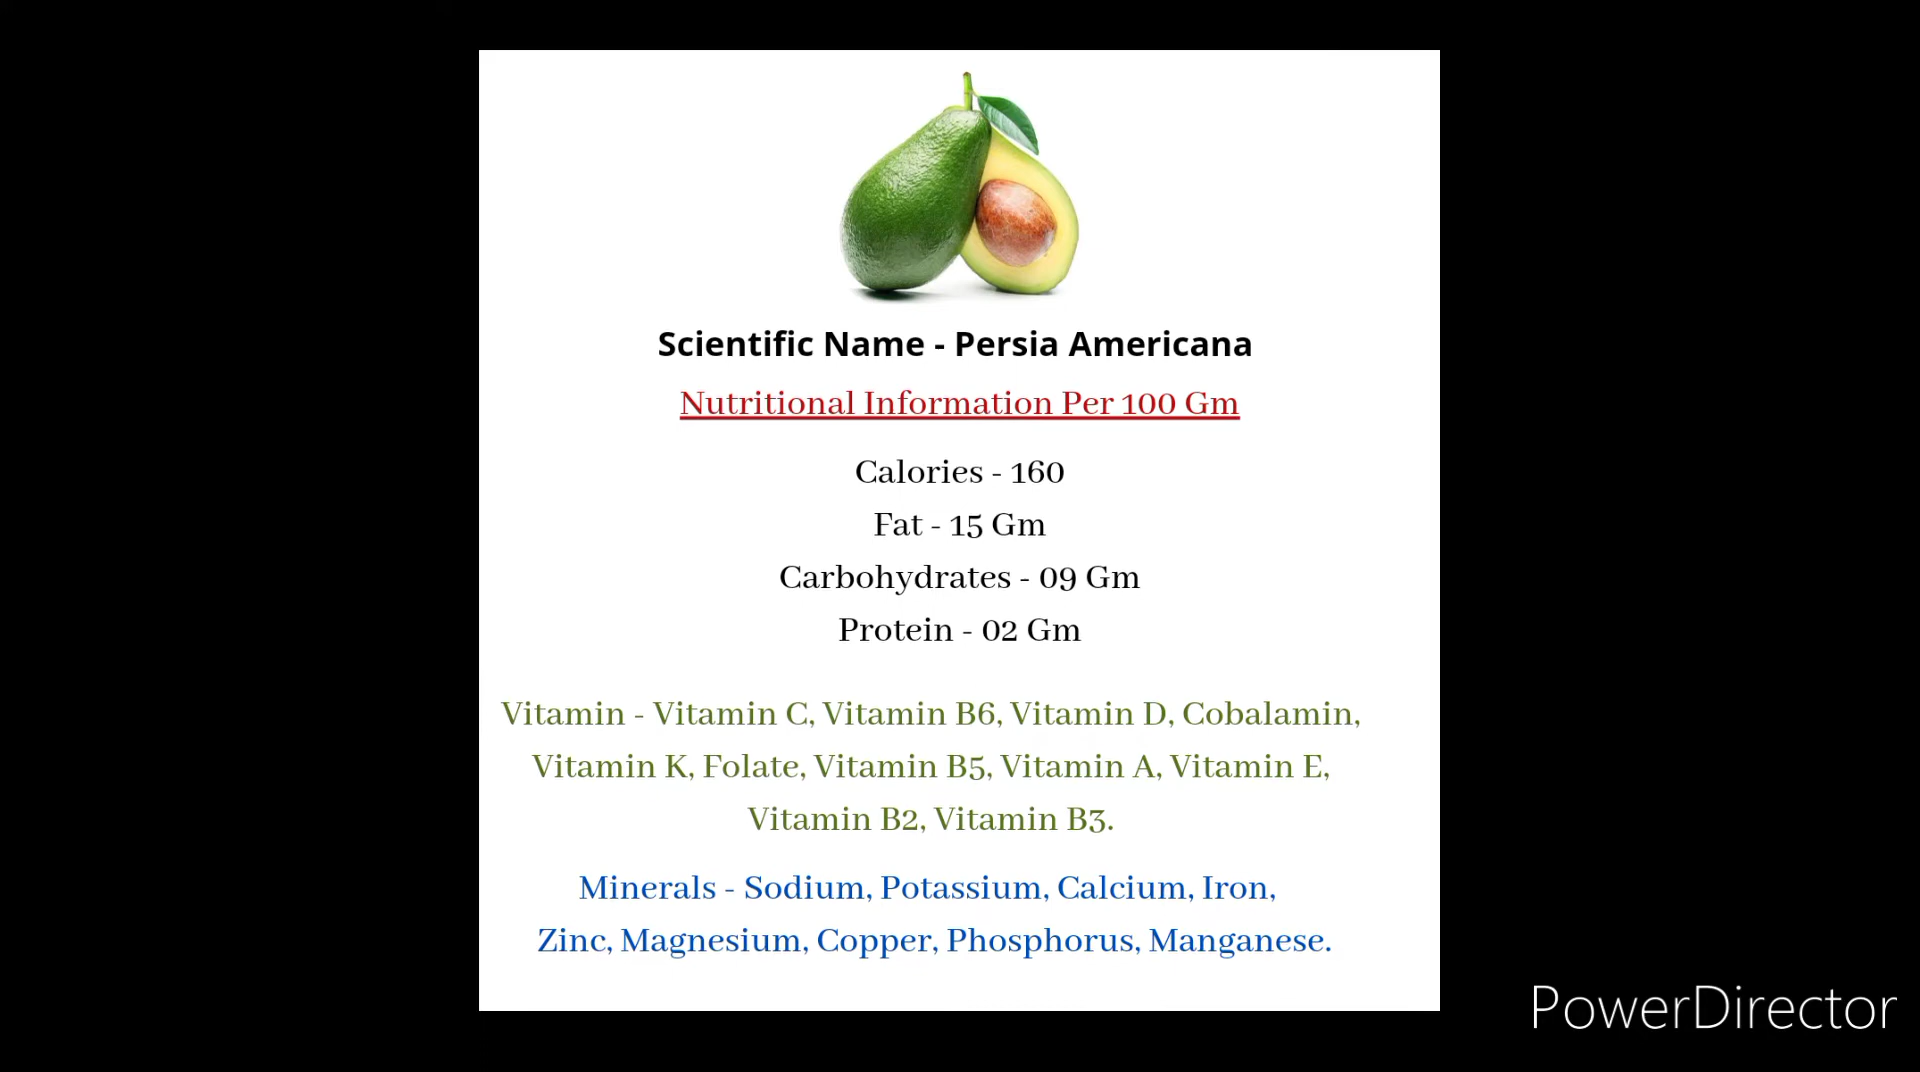 Scientific Name - Persia Americana
Nutritional Information Per 100 Gm
Calories - 160
Fat - 15 Gm
Carbohydrates - 09 Gm
Protein - 02 Gm
Vitamin - Vitamin C, Vitamin B6, Vitamin D, Cobalamin,
Vitamin K, Folate, Vitamin B5, Vitamin A, Vitamin E,
Vitamin B2, Vitamin B3.
Minerals - Sodium, Potassium, Calcium, Iron,
Zinc, Magnesium, Copper, Phosphorus, Manganese.
PowerDirector